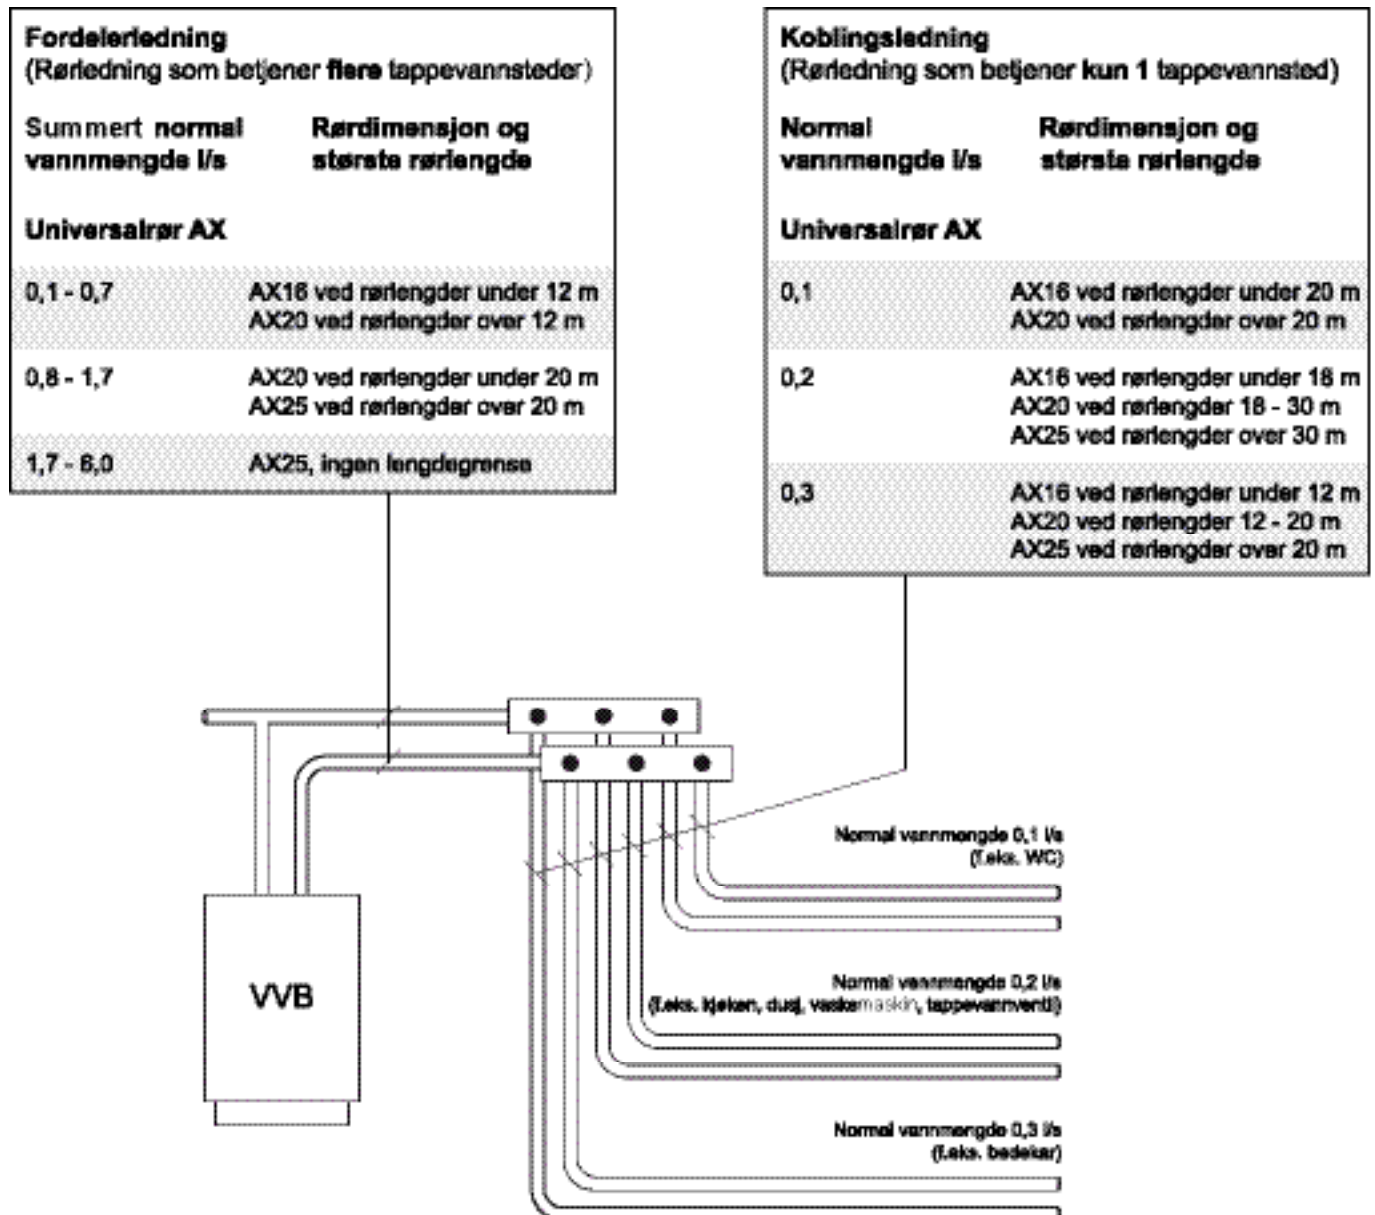 Fordelerledning
(Rørledning som betjener flere tappevannsteder)
Summert normal
vannmengde l/s
Rørdimensjon og
største rørlengde
Universalrør AX
0,1 - 0,7
AX16 ved rørlengder under 12 m
AX20 ved rørlengder over 12 m
0,8 - 1,7
AX20 ved rørlengder under 20 m
AX25 ved rørlengder over 20 m
1,7 - 6,0
AX25, ingen lengdegrense
Koblingsledning
(Rørledning som betjener kun 1 tappevannsted)
Normal
vannmengde l/s
Rørdimensjon og
største rørlengde
Universalrør AX
0,1
AX16 ved rørlengder under 20 m
AX20 ved rørlengder over 20 m
0,2
AX16 ved rørlengder under 18 m
AX20 ved rørlengder 18 - 30 m
AX25 ved rørlengder over 30 m
0,3
AX16 ved rørlengder under 12 m
AX20 ved rørlengder 12 - 20 m
AX25 ved rørlengder over 20 m
Normal vannmengde 0,1 l/s
(f.eks. WC)
VVB
Normal vannmengde 0,2 l/s
(f.eks. kjøken, dusj, vaskemaskin, tappevannventil)
Normal vannmengde 0,3 l/s
(f.eks. badekar)